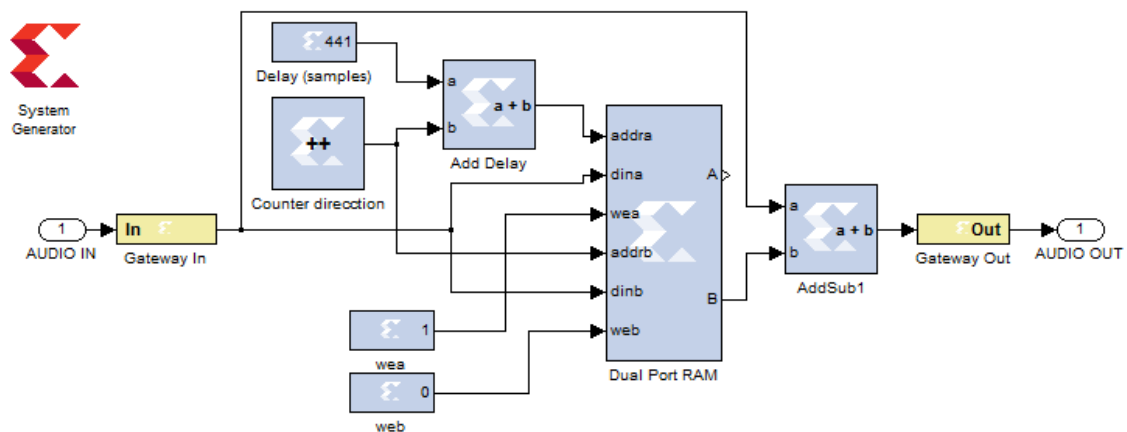 System
Generator
441
Delay (samples)
a
b
a + b
Add Delay
++
Counter direcction
1
AUDIO IN
In
Gateway In
addra
dina
wea
addrb
dinb
web
A
B
Dual Port RAM
1
wea
0
web
a
b
a + b
AddSub1
Out
Gateway Out
1
AUDIO OUT